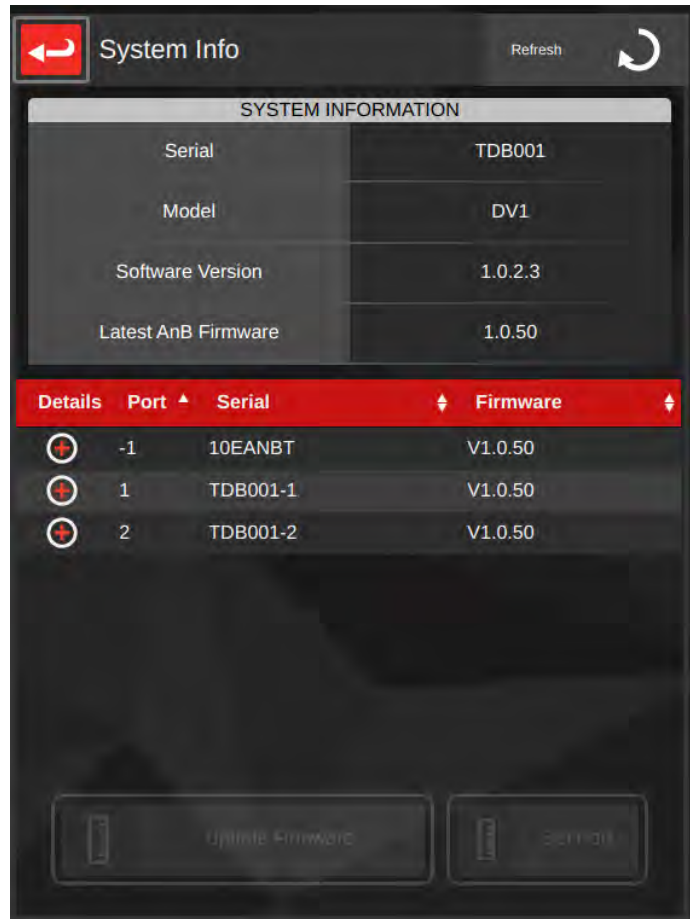 System Info Refresh
SYSTEM INFORMATION
Serial TDB001
Model DV1
Software Version 1.0.2.3
Latest AnB Firmware 1.0.50
Details Port Serial Firmware
-1 10EANBT V1.0.50
1 TDB001-1 V1.0.50
2 TDB001-2 V1.0.50
Update Firmware